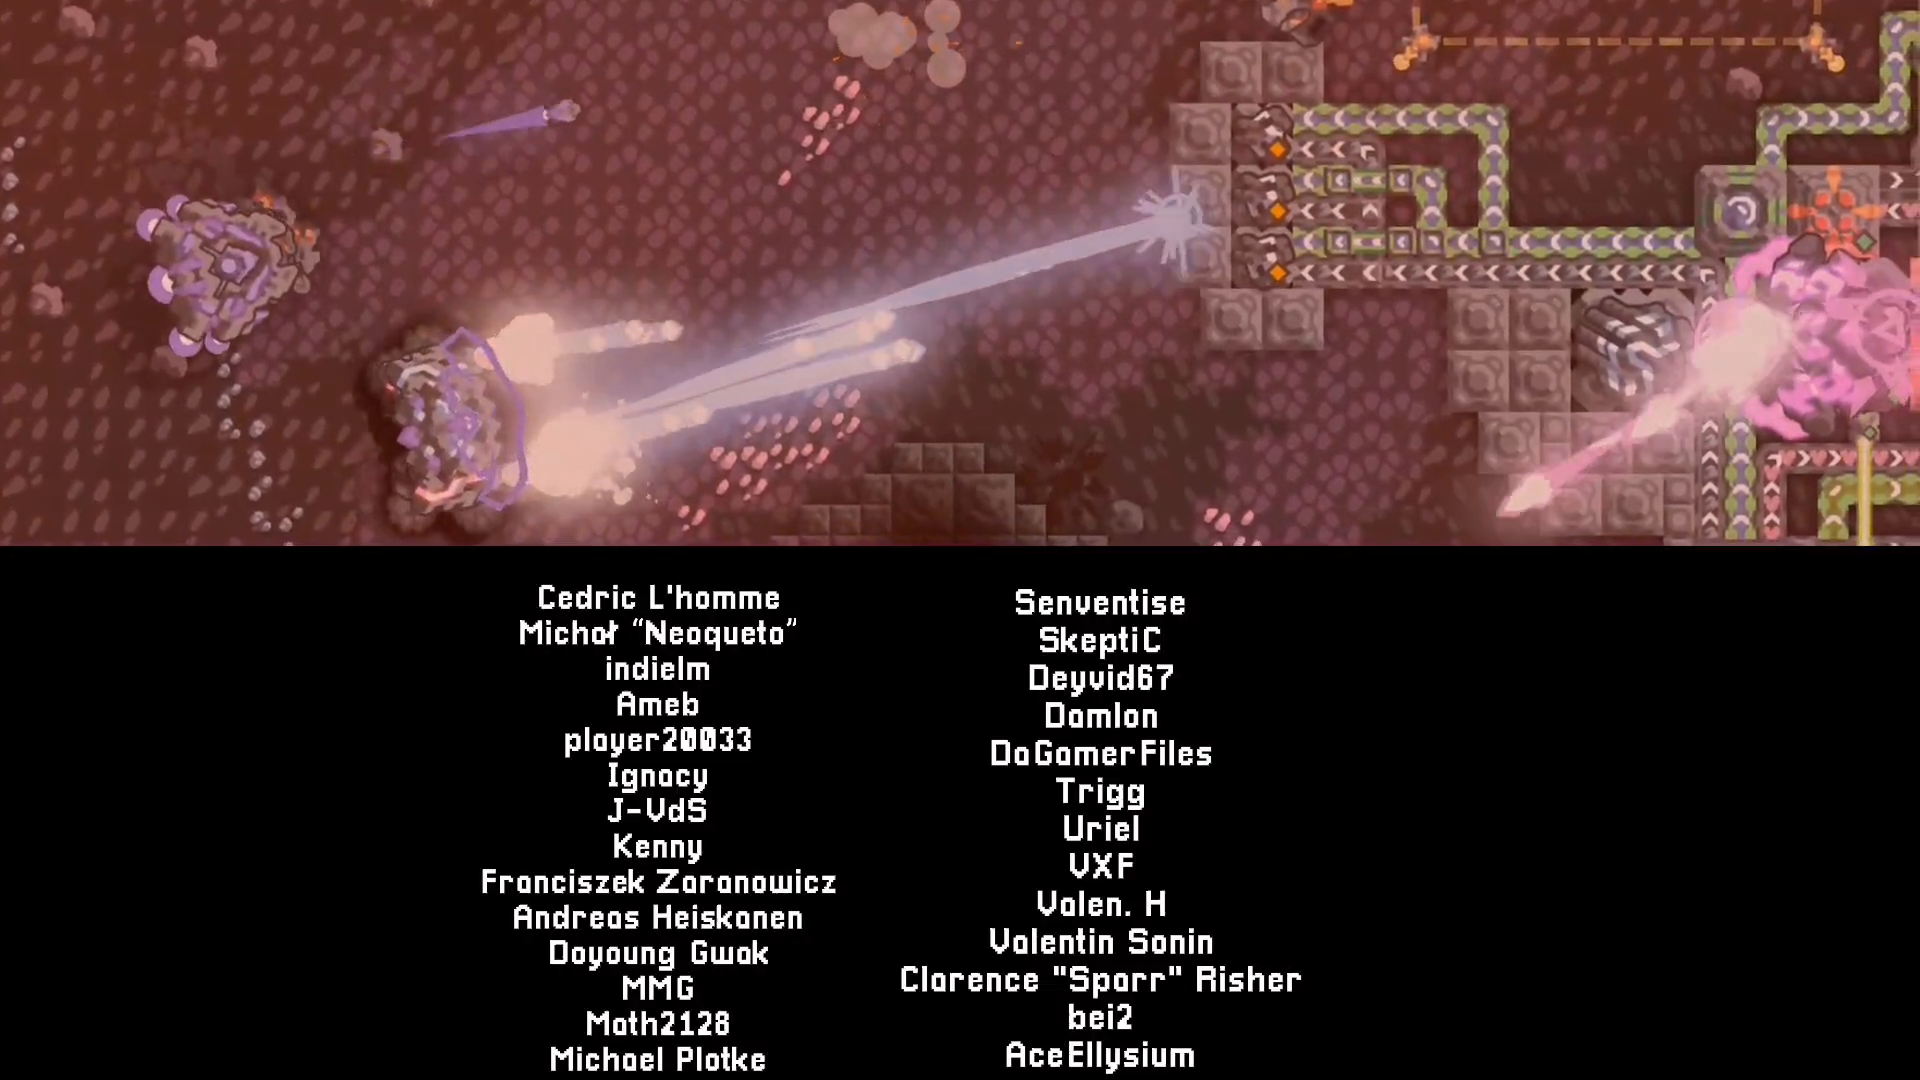 Cedric L'homme
Michał “Neoqueto”
indielm
Ameb
player20033
Ignacy
J-VdS
Kenny
Franciszek Zaranowicz
Andreas Heiskanen
Doyoung Gwak
MMG
Math2128
Michael Plotke
Senventise
SkeptiC
Deyvid67
Damlon
DaGamerFiles
Trigg
Uriel
VXF
Valen. H
Valentin Sonin
Clarence "Sparr" Risher
bei2
AceEllysium